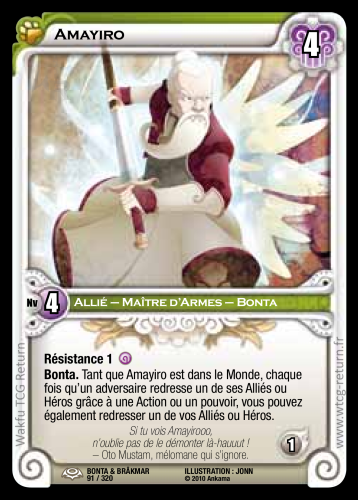 Amayiro
4
Nv 4 Allié – Maître d'Armes – Bonta
Résistance 1
Bonta. Tant que Amayiro est dans le Monde, chaque
fois qu'un adversaire redresse un de ses Alliés ou
Héros grâce à une Action ou un pouvoir, vous pouvez
également redresser un de vos Alliés ou Héros.
Si tu vois Amayirooo,
n'oublie pas de le démonter là-hauuut !
– Oto Mustam, mélomane qui s'ignore.
1
BONTA & BRÂKMAR
91 / 320
ILLUSTRATION : JONN
© 2010 Ankama
Wakfu TCG Return
www.wtcg-return.fr